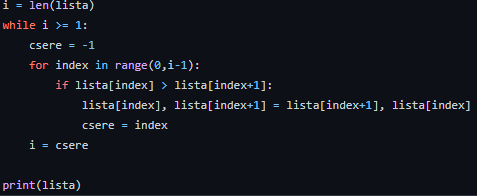 i = len(lista)
while i >= 1:
    csere = -1
    for index in range(0,i-1):
        if lista[index] > lista[index+1]:
            lista[index], lista[index+1] = lista[index+1], lista[index]
            csere = index
    i = csere
print(lista)